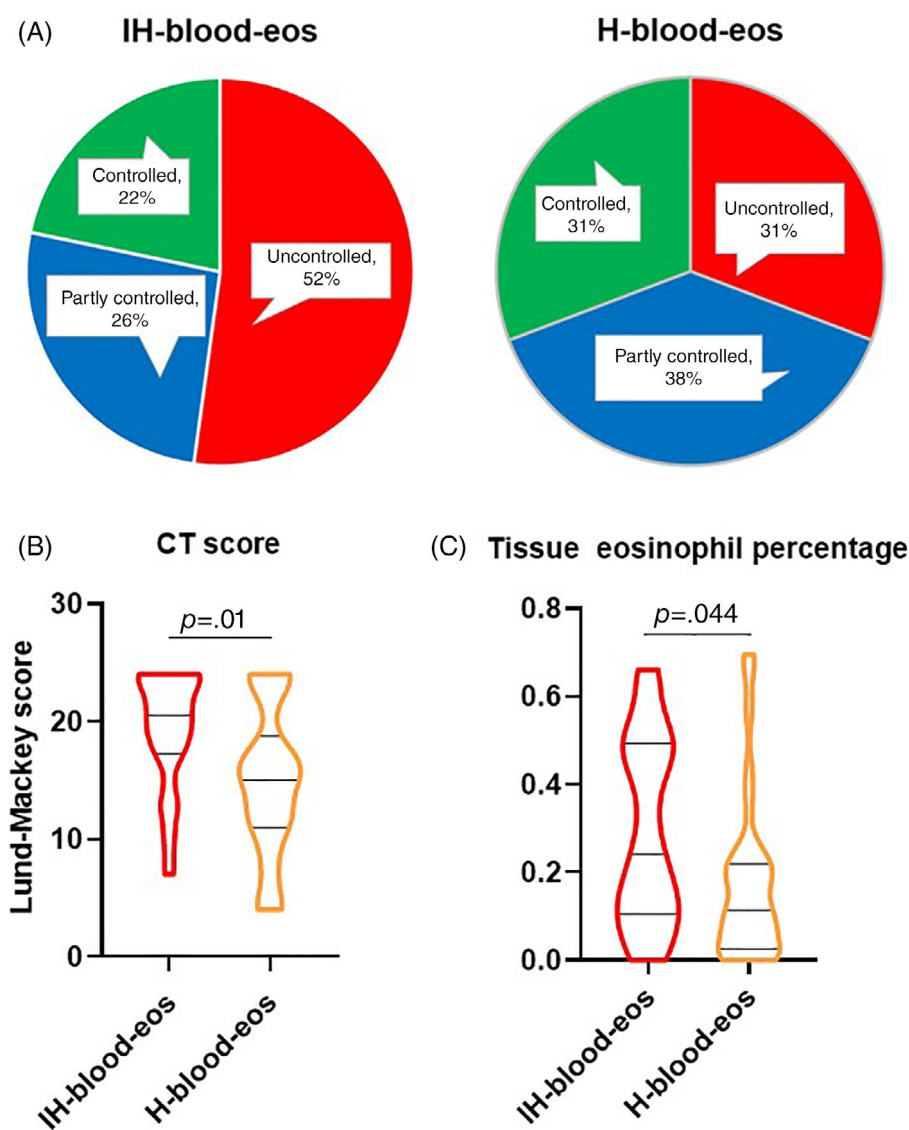 (A)
IH-blood-eos
H-blood-eos
Controlled,
22%
Uncontrolled,
52%
Partly controlled,
26%
Controlled,
31%
Uncontrolled,
31%
Partly controlled,
38%
(B)
CT score
30
20
10
0
Lund-Mackey score
p=.01
IH-blood-eos
H-blood-eos
(C)
Tissue eosinophil percentage
0.8
0.6
0.4
0.2
0.0
p=.044
IH-blood-eos
H-blood-eos